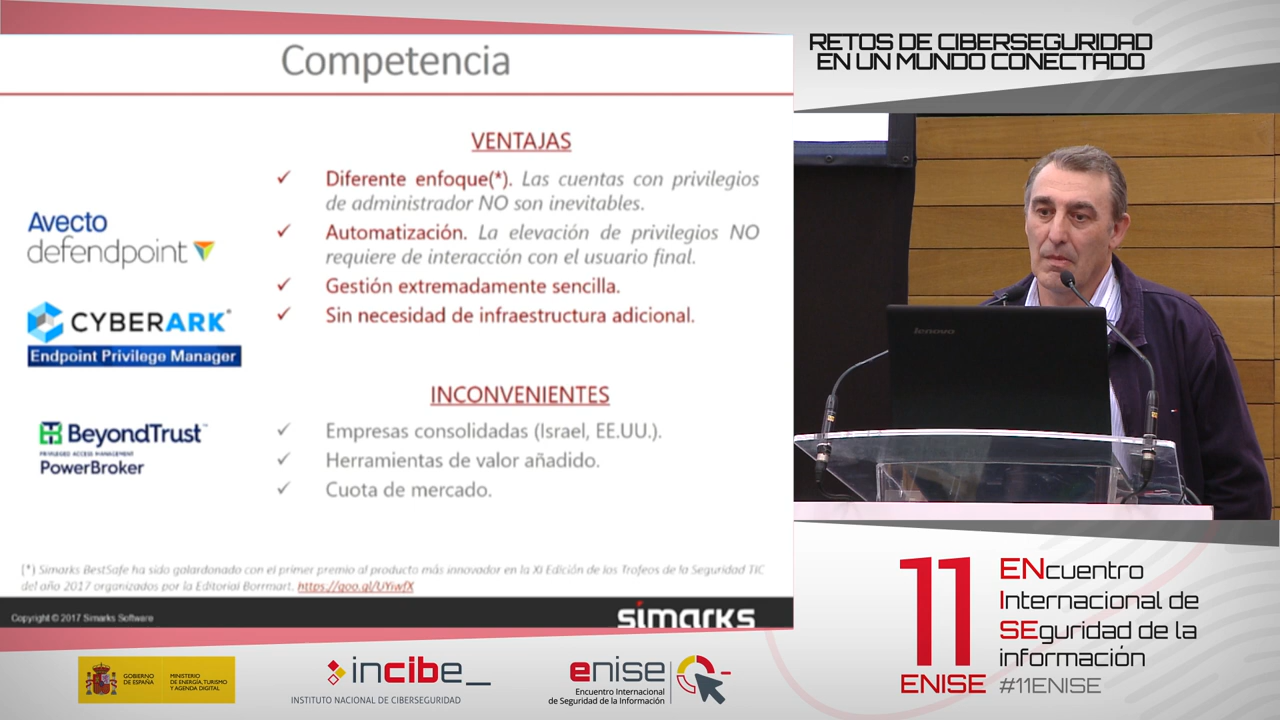 Competencia
VENTAJAS
✓ Diferente enfoque(*). Las cuentas con privilegios
de administrador NO son inevitables.
✓ Automatización. La elevación de privilegios NO
requiere de interacción con el usuario final.
✓ Gestión extremadamente sencilla.
✓ Sin necesidad de infraestructura adicional.
Avecto
defendpoint
CYBERARK
Endpoint Privilege Manager
BeyondTrust
PRIVILEGED ACCESS MANAGEMENT
PowerBroker
INCONVENIENTES
✓ Empresas consolidadas (Israel, EE.UU.).
✓ Herramientas de valor añadido.
✓ Cuota de mercado.
(*) Simarks BestSafe ha sido galardonado con el primer premio al producto más innovador en la XI Edición de los Trofeos de la Seguridad TIC
del año 2017 organizados por la Editorial Borrmart. https://goo.gl/UYiwfX
Copyright © 2017 Simarks Software
simarks
RETOS DE CIBERSEGURIDAD
EN UN MUNDO CONECTADO
lenovo
GOBIERNO
DE ESPAÑA
MINISTERIO
DE ENERGÍA, TURISMO
Y AGENDA DIGITAL
incibe_
INSTITUTO NACIONAL DE CIBERSEGURIDAD
enise
Encuentro Internacional
de Seguridad de la Información
11
ENISE
ENcuentro
Internacional de
SEguridad de la
información
#11ENISE